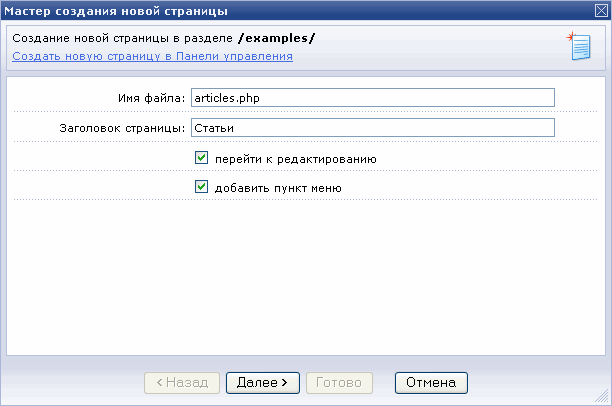 Мастер создания новой страницы
Создание новой страницы в разделе /examples/
Создать новую страницу в Панели управления
Имя файла: articles.php
Заголовок страницы: Статьи
перейти к редактированию
добавить пункт меню
< Назад Далее > Готово Отмена